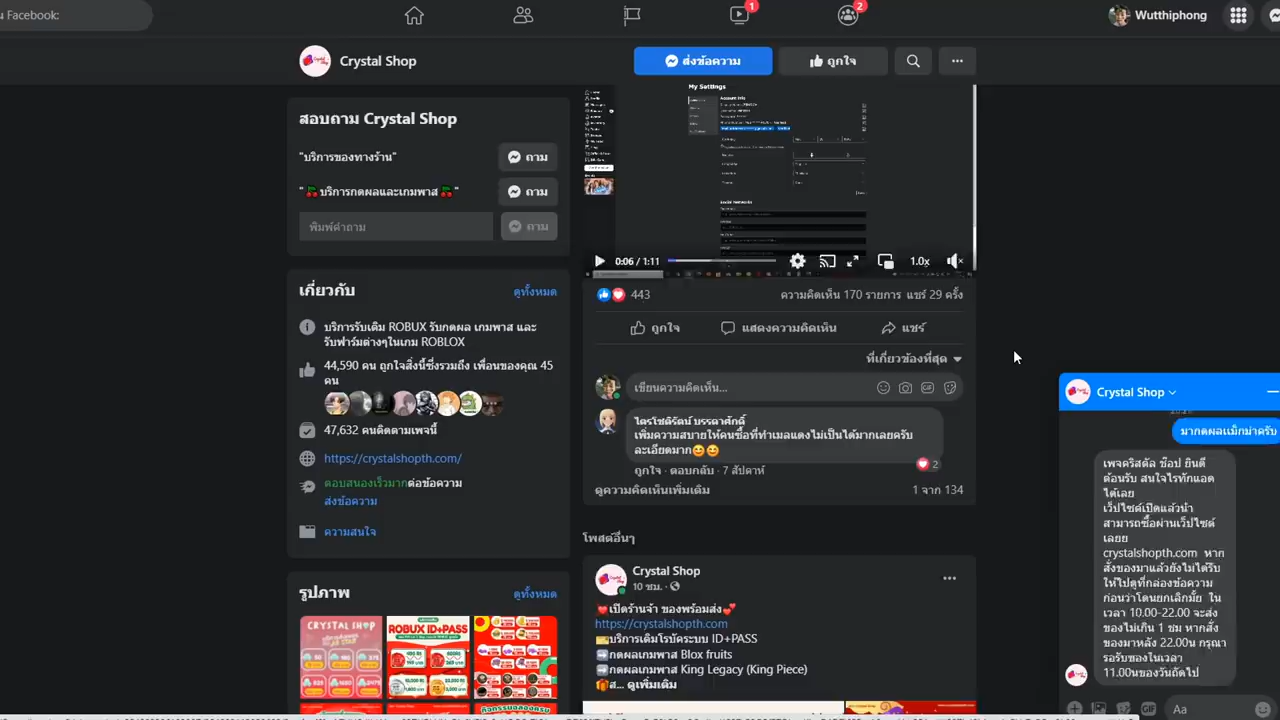 น Facebook:
1
2
Wutthiphong
Crystal Shop
ส่งข้อความ
ถูกใจ
สอบถาม Crystal Shop
"บริการของทางร้าน"
ถาม
"🍒บริการกดผลและเกมพาส🍒"
ถาม
พิมพ์คำถาม
ถาม
เกี่ยวกับ
ดูทั้งหมด
บริการรับเติม ROBUX รับกดผล เกมพาส และ
รับฟาร์มต่างๆในเกม ROBLOX
44,590 คน ถูกใจสิ่งนี้ซึ่งรวมถึง เพื่อนของคุณ 45
คน
47,632 คนติดตามเพจนี้
https://crystalshopth.com/
ตอบสนองเร็วมากต่อข้อความ
ส่งข้อความ
ความสนใจ
รูปภาพ
ดูทั้งหมด
CRYSTAL SHOP
ROBUX ID+PASS
My Settings
Account Info
0:06 / 1:11
1.0x
443
ความคิดเห็น 170 รายการ แชร์ 29 ครั้ง
ถูกใจ
แสดงความคิดเห็น
แชร์
ที่เกี่ยวข้องที่สุด
เขียนความคิดเห็น...
ไตรโชติรัตน์ บรรดาศักดิ์
เพิ่มความสบายให้คนซื้อที่ทำเมลแดงไม่เป็นได้มากเลยครับ
ละเอียดมาก😊😊
2
ถูกใจ · ตอบกลับ · 7 สัปดาห์
ดูความคิดเห็นเพิ่มเติม
1 จาก 134
โพสต์อื่นๆ
Crystal Shop
10 ชม. ·
❤️เปิดร้านจ้า ของพร้อมส่ง💕
https://crystalshopth.com
บริการเติมโรบัคระบบ ID+PASS
กดผลเกมพาส Blox fruits
กดผลเกมพาส King Legacy (King Piece)
🎁ส... ดูเพิ่มเติม
Crystal Shop
มากดผลแม็กม่าครับ
เพจคริสตัล ช๊อป ยินดี
ต้อนรับ สนใจไรทักแอด
ได้เลย
เว็ปไซต์เปิดแล้วน้า
สามารถซื้อผ่านเว็ปไซต์
เลยย
crystalshopth.com หาก
สั่งของมาแล้วยังไม่ได้รับ
ให้ไปดูที่กล่องข้อความ
ก่อนว่าโดนยกเลิกมั้ย ใน
เวลา 10.00-22.00 จะส่ง
ของไม่เกิน 1 ชม หากสั่ง
ของมาหลัง 22.00น กรุณา
รอรับของในเวลา
11.00นของวันถัดไป
Aa